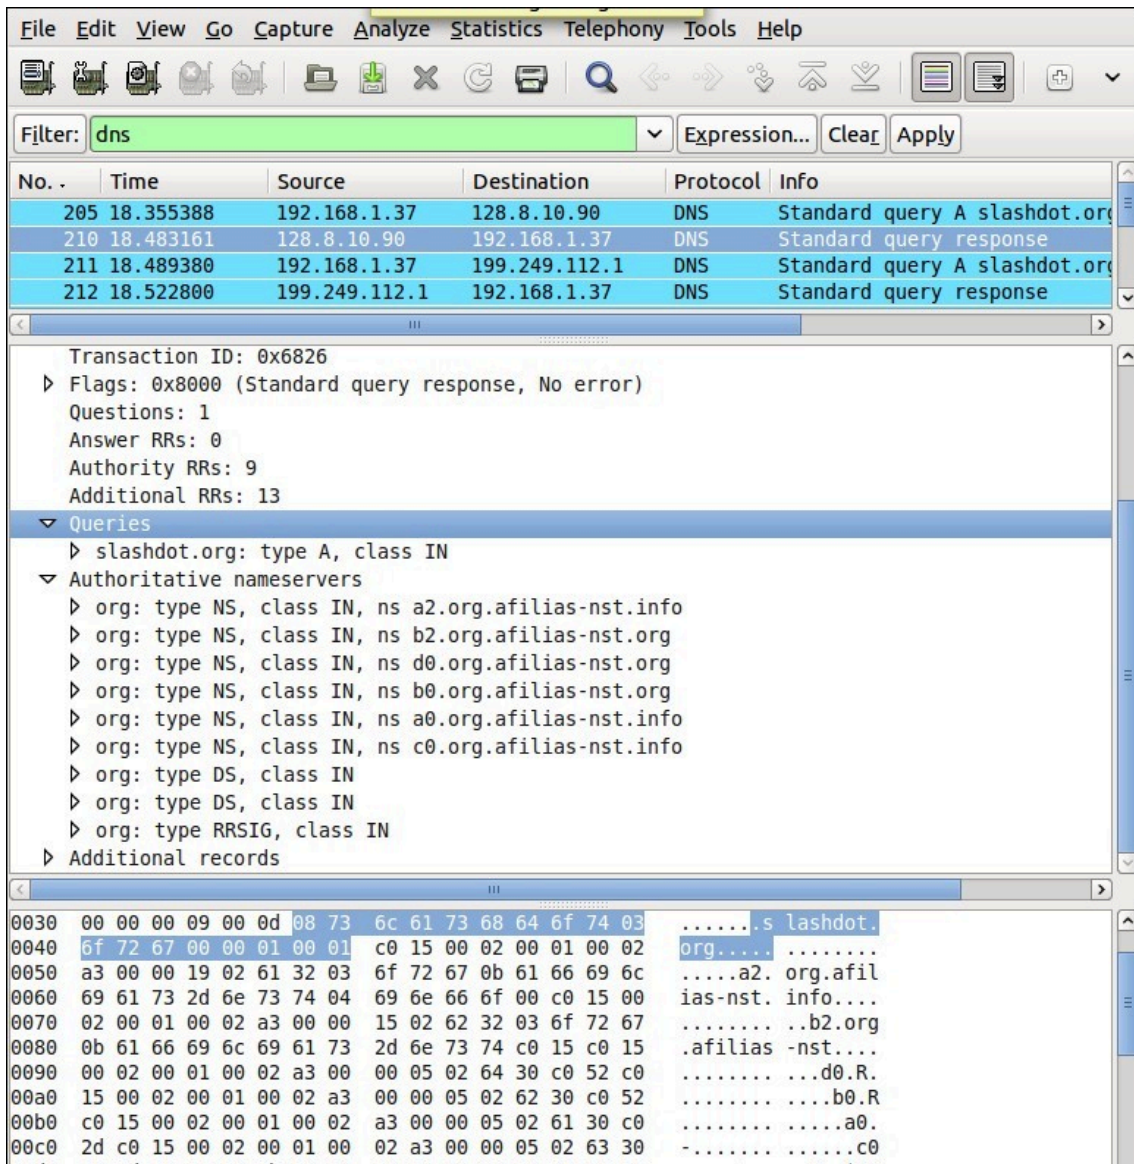 File Edit View Go Capture Analyze Statistics Telephony Tools Help
Filter: dns Expression... Clear Apply
No. . Time Source Destination Protocol Info
205 18.355388 192.168.1.37 128.8.10.90 DNS Standard query A slashdot.org
210 18.483161 128.8.10.90 192.168.1.37 DNS Standard query response
211 18.489380 192.168.1.37 199.249.112.1 DNS Standard query A slashdot.org
212 18.522800 199.249.112.1 192.168.1.37 DNS Standard query response
Transaction ID: 0x6826
Flags: 0x8000 (Standard query response, No error)
Questions: 1
Answer RRs: 0
Authority RRs: 9
Additional RRs: 13
Queries
slashdot.org: type A, class IN
Authoritative nameservers
org: type NS, class IN, ns a2.org.afilias-nst.info
org: type NS, class IN, ns b2.org.afilias-nst.org
org: type NS, class IN, ns d0.org.afilias-nst.org
org: type NS, class IN, ns b0.org.afilias-nst.org
org: type NS, class IN, ns a0.org.afilias-nst.info
org: type NS, class IN, ns c0.org.afilias-nst.info
org: type DS, class IN
org: type DS, class IN
org: type RRSIG, class IN
Additional records
0030 00 00 00 09 00 0d 08 73 6c 61 73 68 64 6f 74 03 .......s lashdot.
0040 6f 72 67 00 00 01 00 01 c0 15 00 02 00 01 00 02 org..... ........
0050 a3 00 00 19 02 61 32 03 6f 72 67 0b 61 66 69 6c .....a2. org.afil
0060 69 61 73 2d 6e 73 74 04 69 6e 66 6f 00 c0 15 00 ias-nst. info....
0070 02 00 01 00 02 a3 00 00 15 02 62 32 03 6f 72 67 ........ ..b2.org
0080 0b 61 66 69 6c 69 61 73 2d 6e 73 74 c0 15 c0 15 .afilias -nst....
0090 00 02 00 01 00 02 a3 00 00 05 02 64 30 c0 52 c0 ........ ...d0.R.
00a0 15 00 02 00 01 00 02 a3 00 00 05 02 62 30 c0 52 ........ ....b0.R
00b0 c0 15 00 02 00 01 00 02 a3 00 00 05 02 61 30 c0 ........ .....a0.
00c0 2d c0 15 00 02 00 01 00 02 a3 00 00 05 02 63 30 -....... ......c0